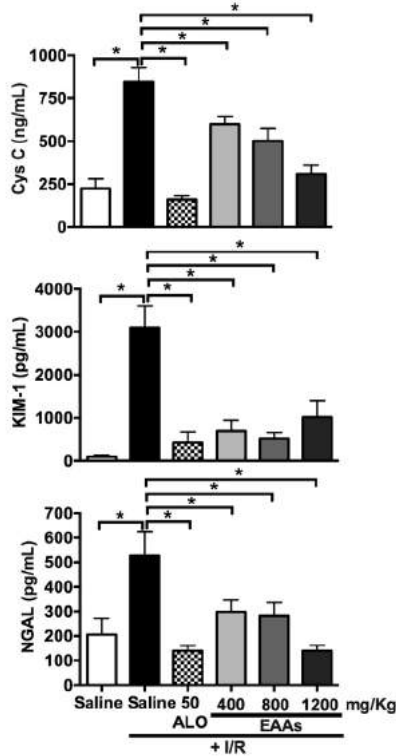 * * * * *
1000
750
500
250
0
Cys C (ng/mL)
* * * * *
4000
3000
2000
1000
0
KIM-1 (pg/mL)
* * * * *
700
600
500
400
300
200
100
0
NGAL (pg/mL)
Saline Saline 50 400 800 1200 mg/Kg
ALO EAAs
+ I/R